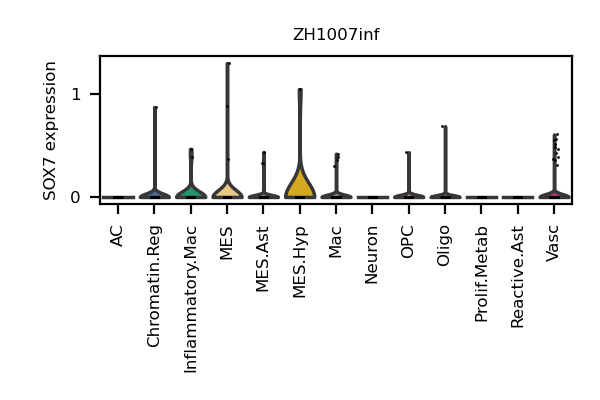 ZH1007inf
SOX7 expression
1
0
AC
Chromatin.Reg
Inflammatory.Mac
MES
MES.Ast
MES.Hyp
Mac
Neuron
OPC
Oligo
Prolif.Metab
Reactive.Ast
Vasc